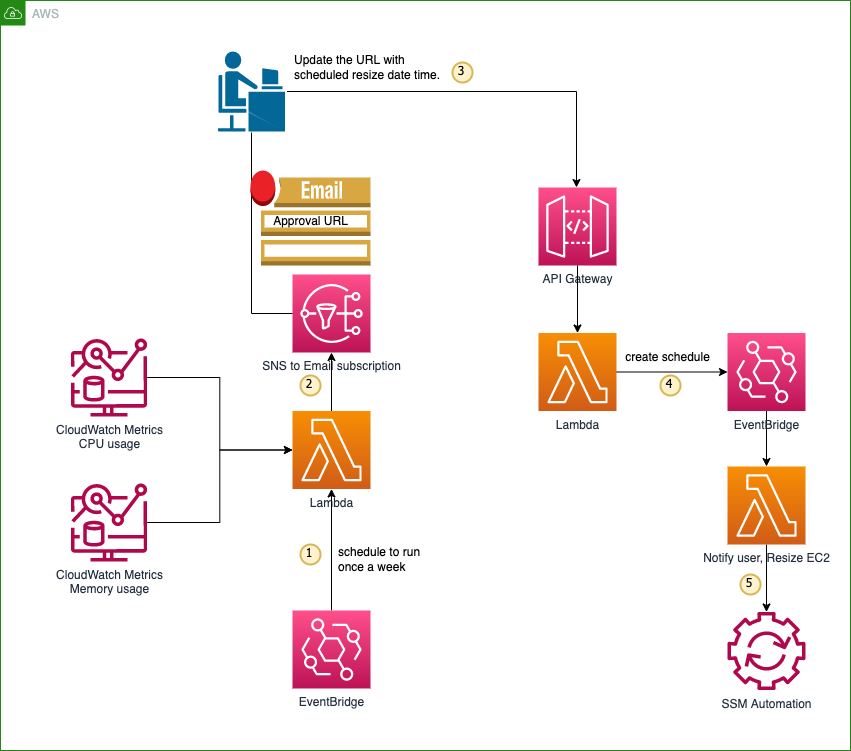 AWS
Update the URL with
scheduled resize date time.
3
Email
Approval URL
API Gateway
SNS to Email subscription
2
create schedule
4
CloudWatch Metrics
CPU usage
Lambda
EventBridge
Lambda
1
schedule to run
once a week
CloudWatch Metrics
Memory usage
Notify user, Resize EC2
5
EventBridge
SSM Automation